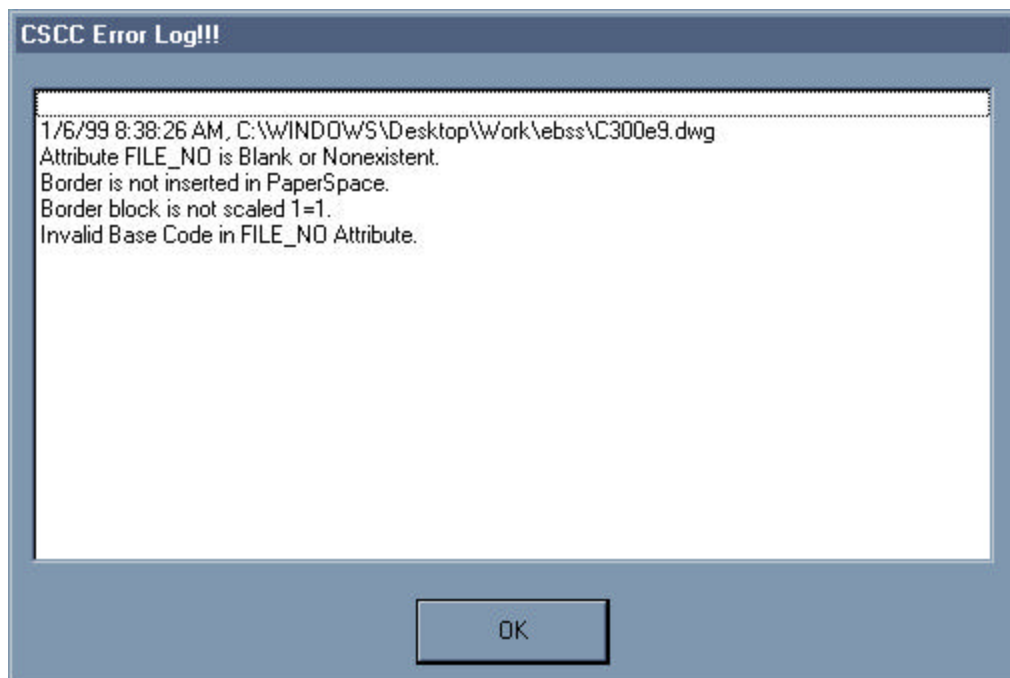 CSCC Error Log!!!
1/6/99 8:38:26 AM, C:\WINDOWS\Desktop\Work\ebss\C300e9.dwg
Attribute FILE_NO is Blank or Nonexistent.
Border is not inserted in PaperSpace.
Border block is not scaled 1=1.
Invalid Base Code in FILE_NO Attribute.
OK